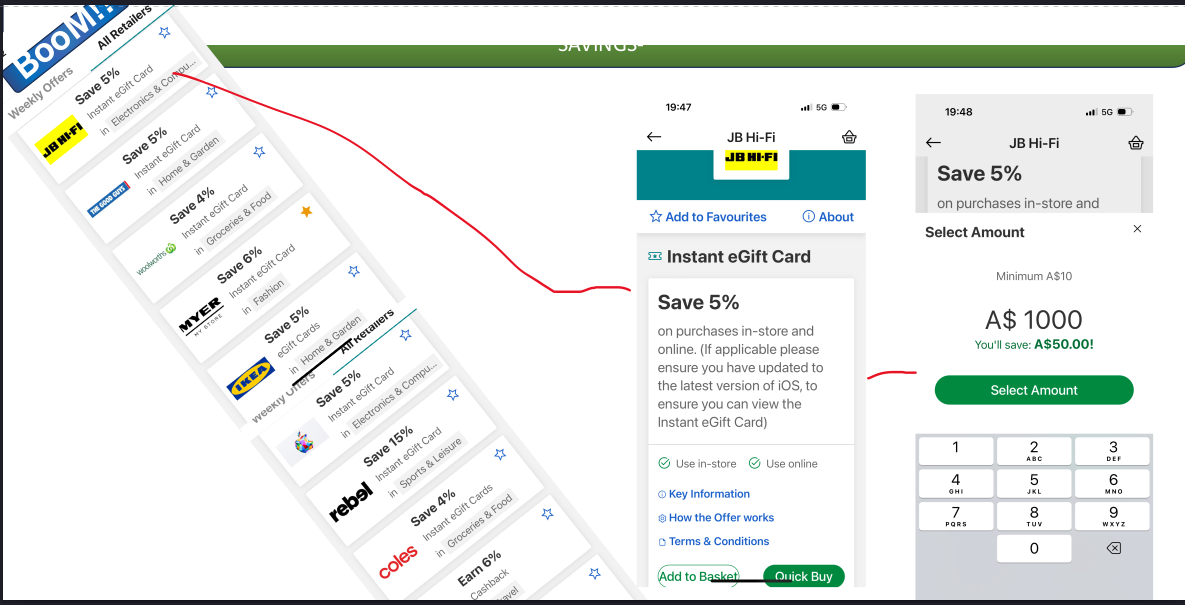 SAVINGS-
BOOM!!
Weekly Offers
All Retailers
JB HI-FI
Save 5%
Instant eGift Card
in Electronics & Compu...
THE GOOD GUYS
Save 5%
Instant eGift Card
in Home & Garden
woolworths
Save 4%
Instant eGift Card
in Groceries & Food
MYER
MY STORE
Save 6%
Instant eGift Card
in Fashion
IKEA
Save 5%
eGift Cards
in Home & Garden
Weekly Offers
All Retailers
Save 5%
Instant eGift Card
in Electronics & Compu...
rebel
Save 15%
Instant eGift Card
in Sports & Leisure
coles
Save 4%
Instant eGift Cards
in Groceries & Food
Earn 6%
Cashback
19:47
5G
JB Hi-Fi
JB HI-FI
Add to Favourites
About
Instant eGift Card
Save 5%
on purchases in-store and
online. (If applicable please
ensure you have updated to
the latest version of iOS, to
ensure you can view the
Instant eGift Card)
Use in-store
Use online
Key Information
How the Offer works
Terms & Conditions
Add to Basket
Quick Buy
19:48
5G
JB Hi-Fi
Save 5%
on purchases in-store and
Select Amount
Minimum A$10
A$ 1000
You'll save: A$50.00!
Select Amount
1
2
ABC
3
DEF
4
GHI
5
JKL
6
MNO
7
PQRS
8
TUV
9
WXYZ
0